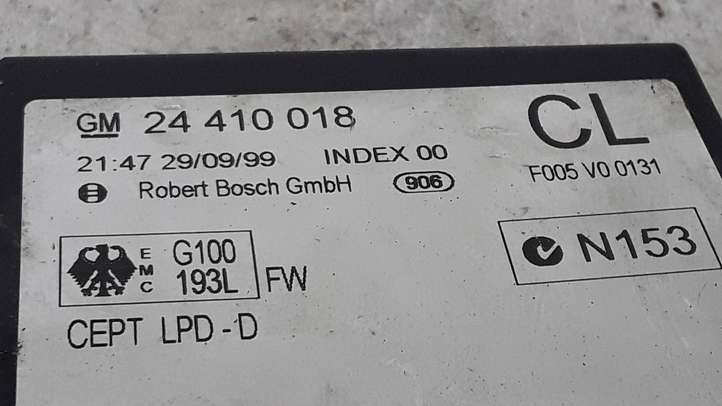 GM 24 410 018
CL
21:47 29/09/99 INDEX 00
F005 V0 0131
Robert Bosch GmbH 906
EMC G100 193L FW
N153
CEPT LPD-D